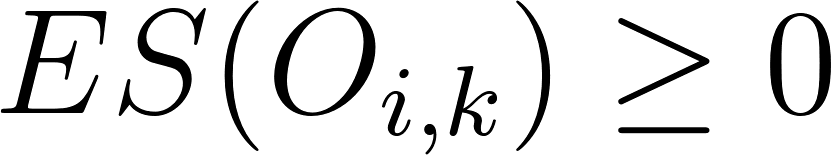 $ES(O_{i,k}) \geq 0$